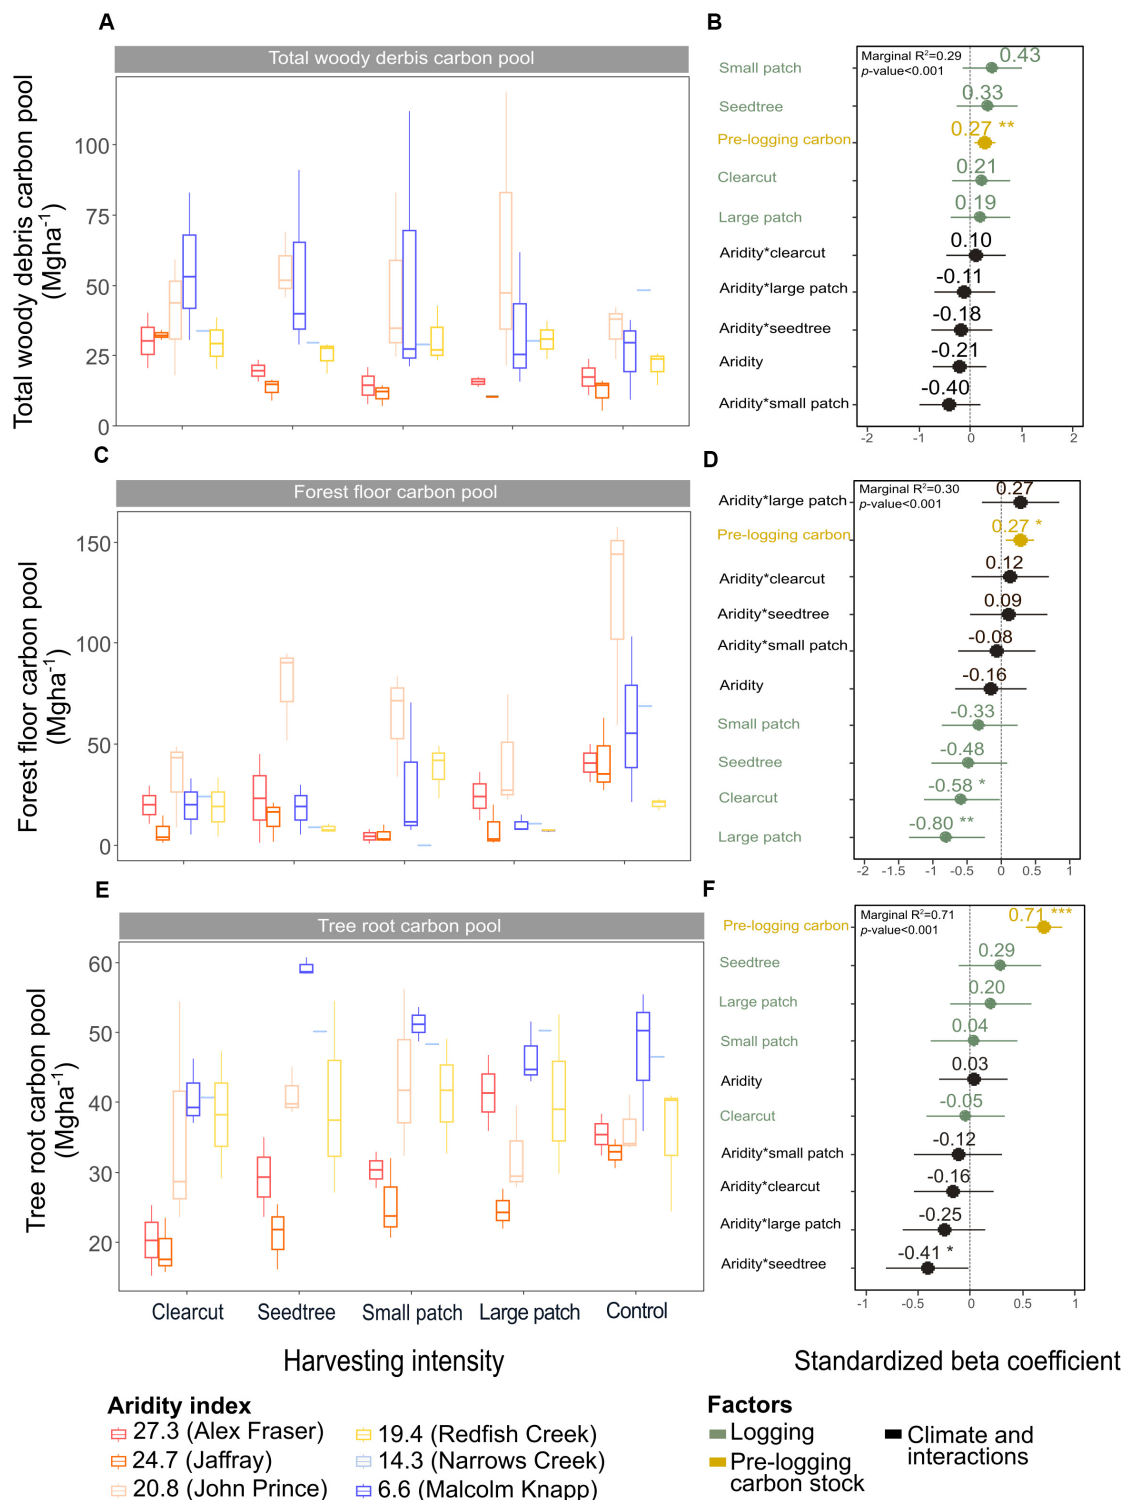 A
Total woody derbis carbon pool
Total woody debris carbon pool
(Mgha-1)
100
75
50
25
0
B
Marginal R2=0.29
p-value<0.001
Small patch
0.43
Seedtree
0.33
Pre-logging carbon
0.27 **
Clearcut
0.21
Large patch
0.19
Aridity*clearcut
0.10
Aridity*large patch
-0.11
Aridity*seedtree
-0.18
Aridity
-0.21
Aridity*small patch
-0.40
-2 -1 0 1 2
C
Forest floor carbon pool
Forest floor carbon pool
(Mgha-1)
150
100
50
0
D
Marginal R2=0.30
p-value<0.001
Aridity*large patch
0.27
Pre-logging carbon
0.27 *
Aridity*clearcut
0.12
Aridity*seedtree
0.09
Aridity*small patch
-0.08
Aridity
-0.16
Small patch
-0.33
Seedtree
-0.48
Clearcut
-0.58 *
Large patch
-0.80 **
-2 -1.5 -1 -0.5 0 0.5 1
E
Tree root carbon pool
Tree root carbon pool
(Mgha-1)
60
50
40
30
20
Clearcut Seedtree Small patch Large patch Control
Harvesting intensity
F
Marginal R2=0.71
p-value<0.001
Pre-logging carbon
0.71 ***
Seedtree
0.29
Large patch
0.20
Small patch
0.04
Aridity
0.03
Clearcut
-0.05
Aridity*small patch
-0.12
Aridity*clearcut
-0.16
Aridity*large patch
-0.25
Aridity*seedtree
-0.41 *
-1 -0.5 0 0.5 1
Standardized beta coefficient
Aridity index
27.3 (Alex Fraser)
24.7 (Jaffray)
20.8 (John Prince)
19.4 (Redfish Creek)
14.3 (Narrows Creek)
6.6 (Malcolm Knapp)
Factors
Logging
Pre-logging
carbon stock
Climate and
interactions